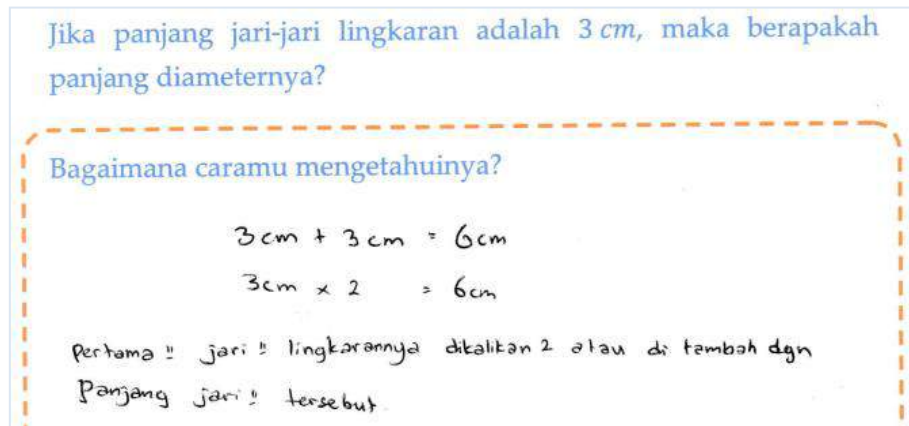 Jika panjang jari-jari lingkaran adalah 3 cm, maka berapakah
panjang diameternya?
Bagaimana caramu mengetahuinya?
3 cm + 3 cm = 6 cm
3 cm × 2 = 6 cm
Pertama" jari" lingkarannya dikalikan 2 atau di tambah dgn
Panjang jari" tersebut